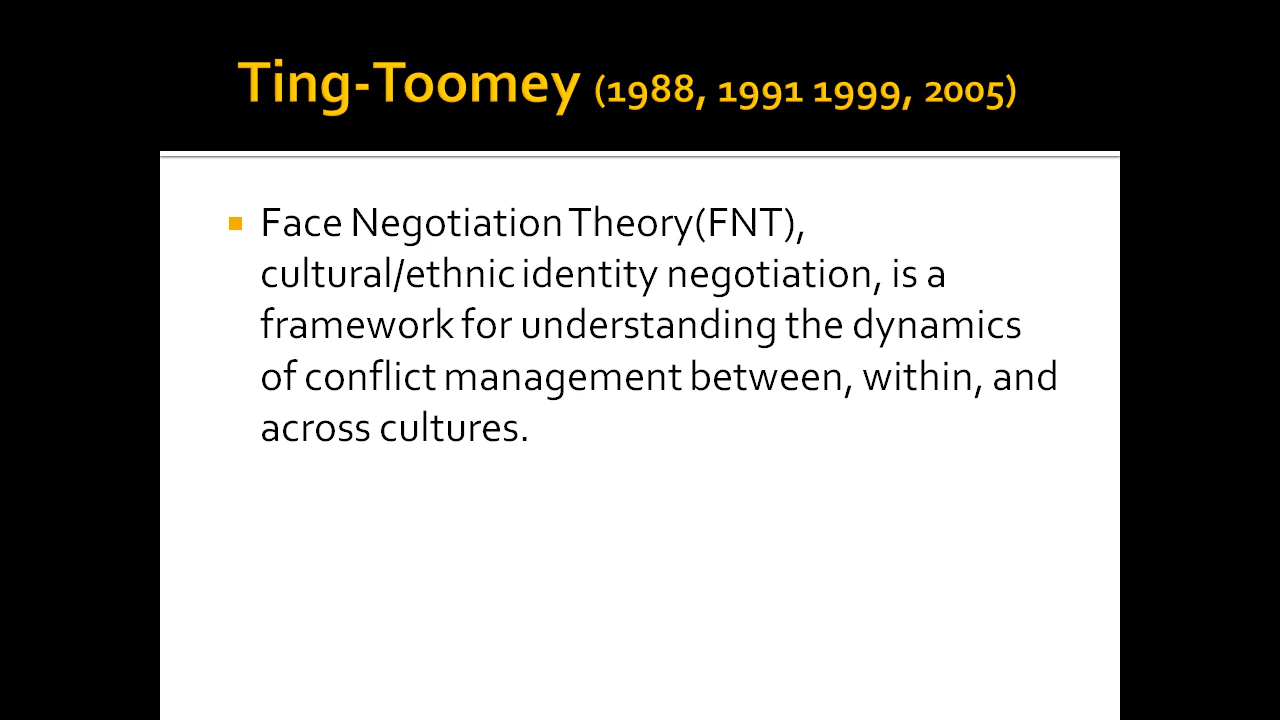 Ting-Toomey (1988, 1991 1999, 2005)
Face Negotiation Theory(FNT),
cultural/ethnic identity negotiation, is a
framework for understanding the dynamics
of conflict management between, within, and
across cultures.